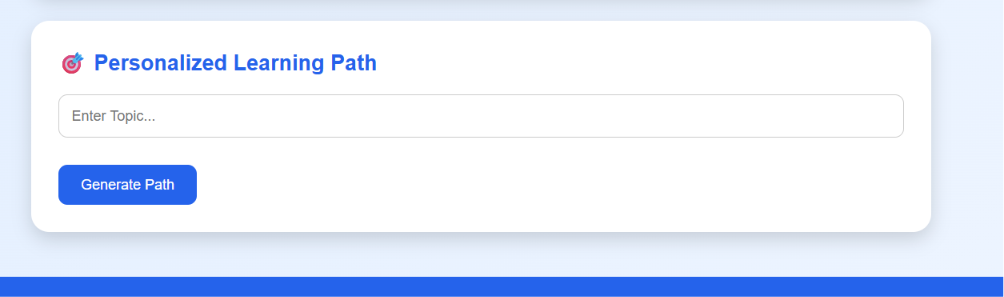 🎯 Personalized Learning Path
Enter Topic...
Generate Path